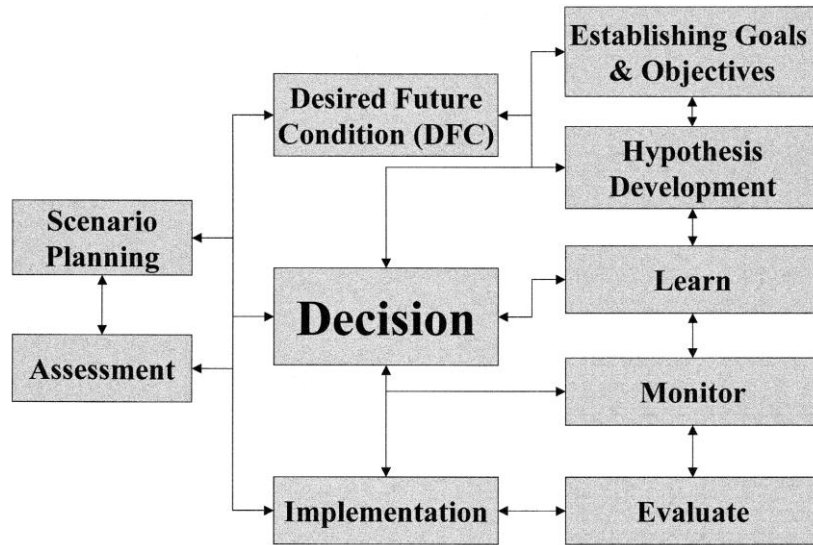 Establishing Goals
& Objectives
Desired Future
Condition (DFC)
Hypothesis
Development
Scenario
Planning
Decision
Learn
Assessment
Monitor
Implementation
Evaluate